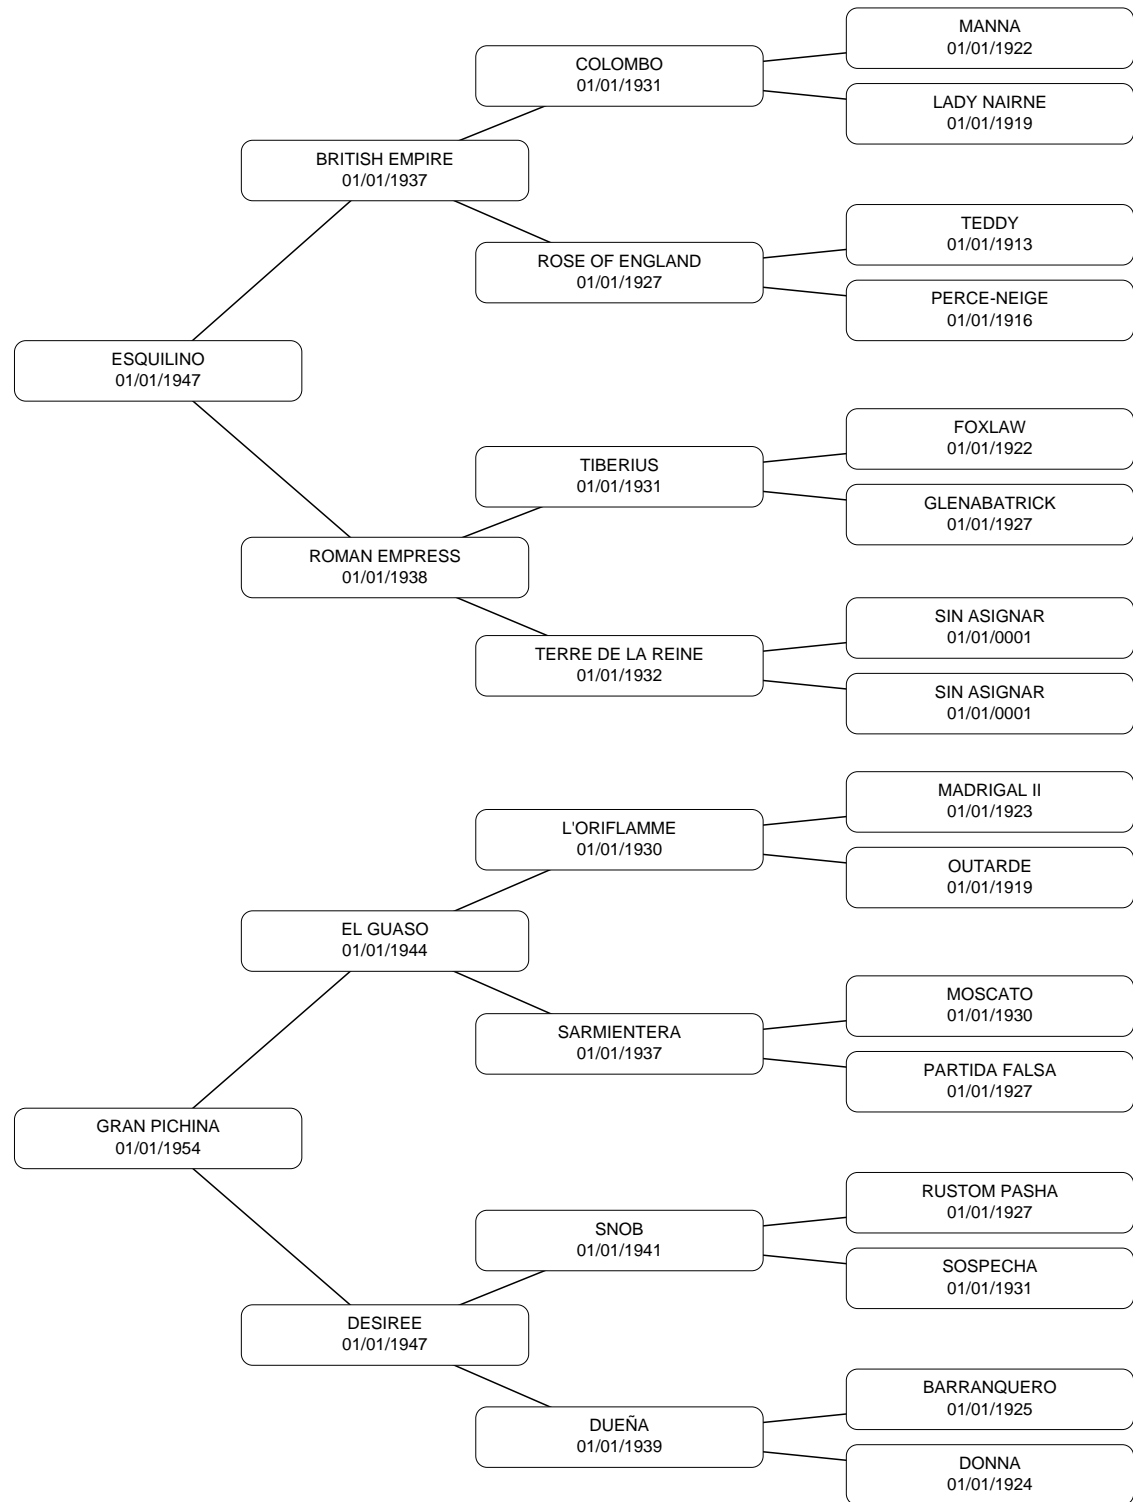 MANNA
01/01/1922
COLOMBO
01/01/1931
LADY NAIRNE
01/01/1919
BRITISH EMPIRE
01/01/1937
TEDDY
01/01/1913
ROSE OF ENGLAND
01/01/1927
PERCE-NEIGE
01/01/1916
ESQUILINO
01/01/1947
FOXLAW
01/01/1922
TIBERIUS
01/01/1931
GLENABATRICK
01/01/1927
ROMAN EMPRESS
01/01/1938
SIN ASIGNAR
01/01/0001
TERRE DE LA REINE
01/01/1932
SIN ASIGNAR
01/01/0001
MADRIGAL II
01/01/1923
L'ORIFLAMME
01/01/1930
OUTARDE
01/01/1919
EL GUASO
01/01/1944
MOSCATO
01/01/1930
SARMIENTERA
01/01/1937
PARTIDA FALSA
01/01/1927
GRAN PICHINA
01/01/1954
RUSTOM PASHA
01/01/1927
SNOB
01/01/1941
SOSPECHA
01/01/1931
DESIREE
01/01/1947
BARRANQUERO
01/01/1925
DUEÑA
01/01/1939
DONNA
01/01/1924